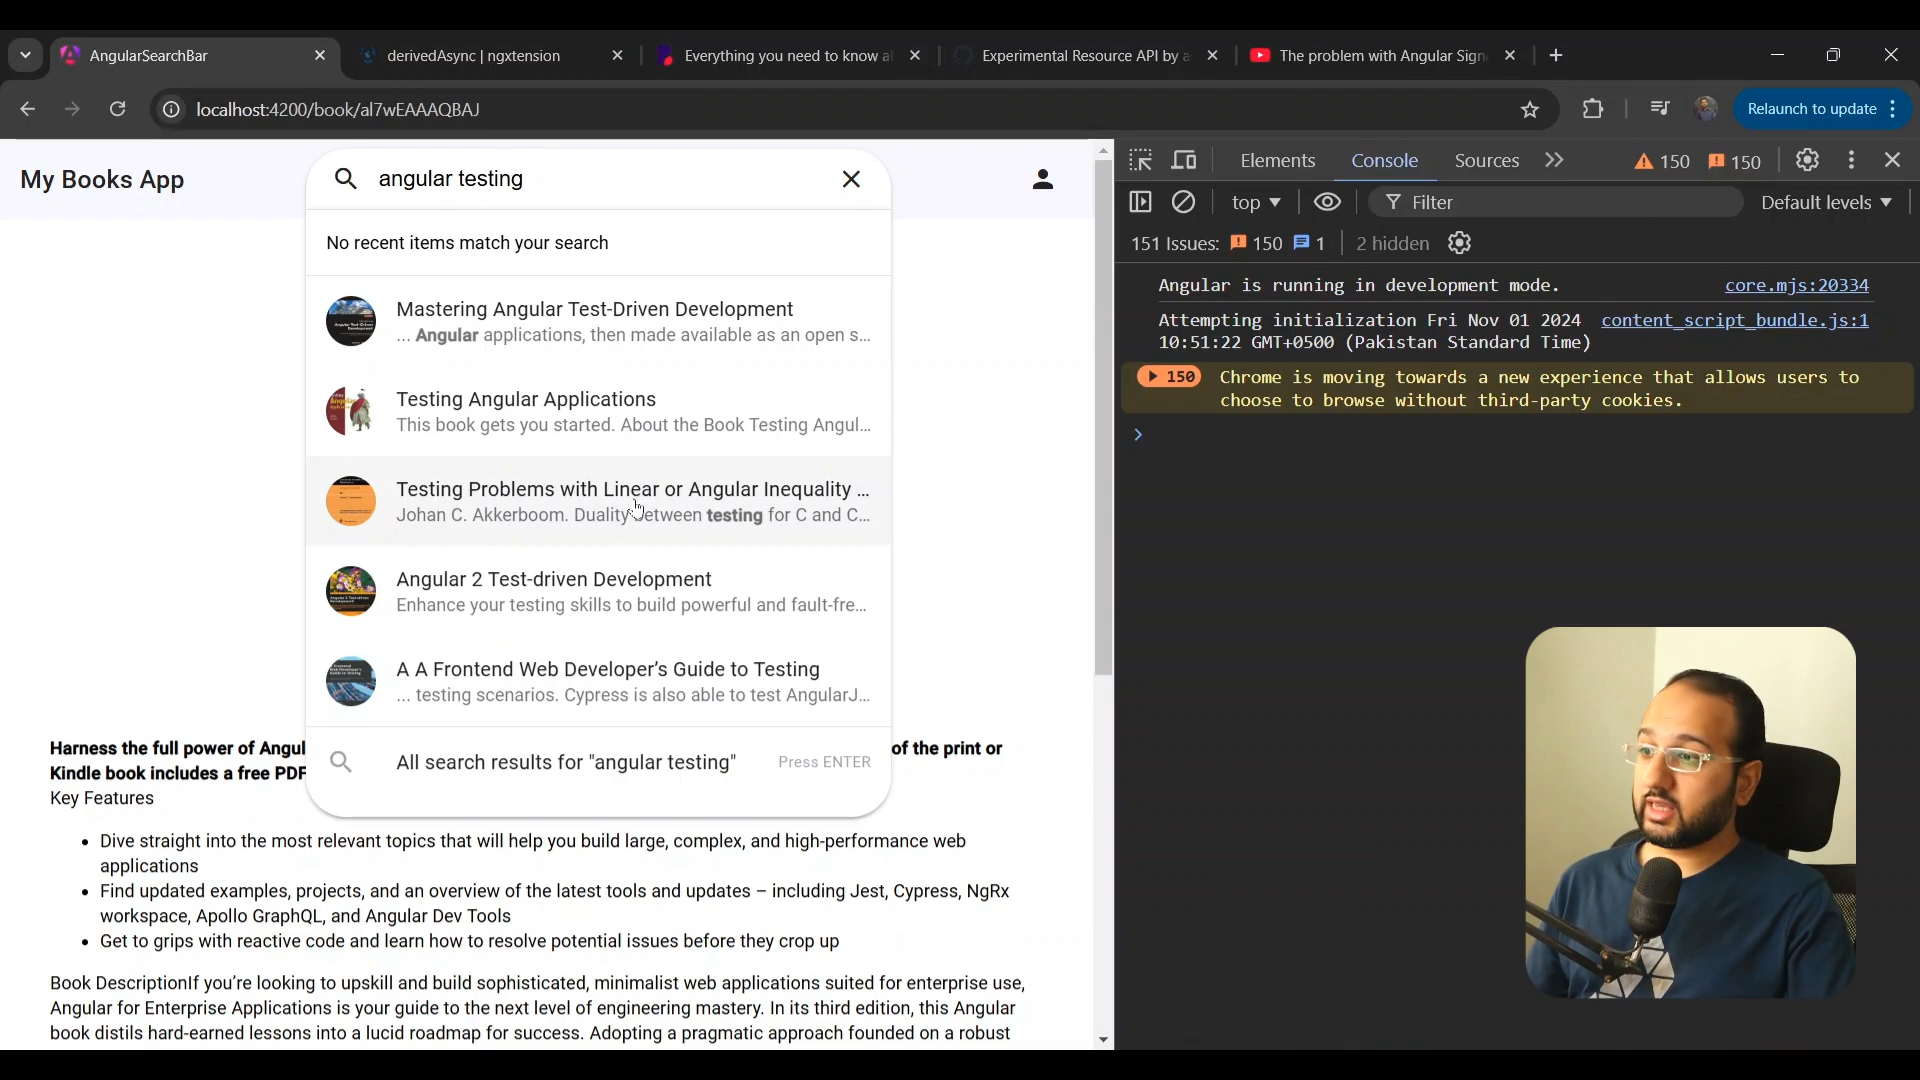 AngularSearchBar
derivedAsync | ngxtension
Everything you need to know a
Experimental Resource API by a
The problem with Angular Sign
localhost:4200/book/al7wEAAAQBAJ
Relaunch to update
My Books App
angular testing
No recent items match your search
Mastering Angular Test-Driven Development
... Angular applications, then made available as an open s...
Testing Angular Applications
This book gets you started. About the Book Testing Angul...
Testing Problems with Linear or Angular Inequality ...
Johan C. Akkerboom. Duality between testing for C and C...
Angular 2 Test-driven Development
Enhance your testing skills to build powerful and fault-fre...
A A Frontend Web Developer's Guide to Testing
... testing scenarios. Cypress is also able to test AngularJ...
All search results for "angular testing" Press ENTER
Harness the full power of Angul of the print or
Kindle book includes a free PDF
Key Features
• Dive straight into the most relevant topics that will help you build large, complex, and high-performance web
applications
• Find updated examples, projects, and an overview of the latest tools and updates – including Jest, Cypress, NgRx
workspace, Apollo GraphQL, and Angular Dev Tools
• Get to grips with reactive code and learn how to resolve potential issues before they crop up
Book DescriptionIf you're looking to upskill and build sophisticated, minimalist web applications suited for enterprise use,
Angular for Enterprise Applications is your guide to the next level of engineering mastery. In its third edition, this Angular
book distils hard-earned lessons into a lucid roadmap for success. Adopting a pragmatic approach founded on a robust
Elements Console Sources 150 150
top Filter Default levels
151 Issues: 150 1 2 hidden
Angular is running in development mode. core.mjs:20334
Attempting initialization Fri Nov 01 2024 content_script_bundle.js:1
10:51:22 GMT+0500 (Pakistan Standard Time)
150 Chrome is moving towards a new experience that allows users to
choose to browse without third-party cookies.